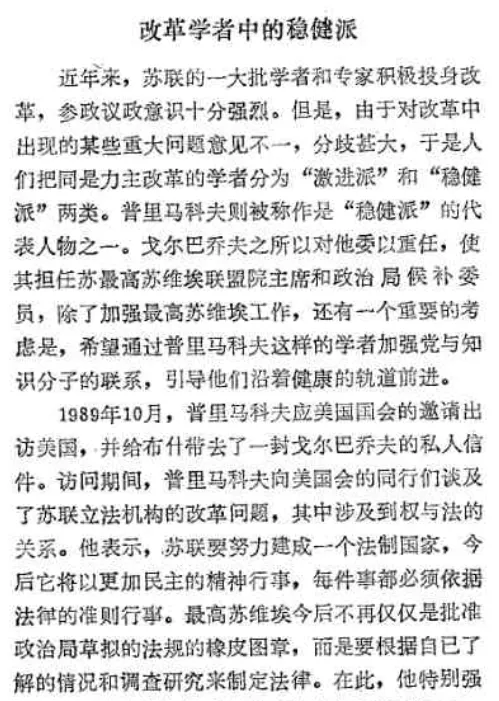 改革学者中的稳健派
近年来，苏联的一大批学者和专家积极投身改
革，参政议政意识十分强烈。但是，由于对改革中
出现的某些重大问题意见不一，分歧甚大，于是人
们把同是力主改革的学者分为“激进派”和“稳健
派”两类。普里马科夫则被称作是“稳健派”的代
表人物之一。戈尔巴乔夫之所以对他委以重任，使
其担任苏最高苏维埃联盟院主席和政治局候补委
员，除了加强最高苏维埃工作，还有一个重要的考
虑是，希望通过普里马科夫这样的学者加强党与知
识分子的联系，引导他们沿着健康的轨道前进。
1989年10月，普里马科夫应美国国会的邀请出
访美国，并给布什带去了一封戈尔巴乔夫的私人信
件。访问期间，普里马科夫向美国会的同行们谈及
了苏联立法机构的改革问题，其中涉及到权与法的
关系。他表示，苏联要努力建成一个法制国家，今
后它将以更加民主的精神行事，每件事都必须依据
法律的准则行事。最高苏维埃今后不再仅仅是批准
政治局草拟的法规的橡皮图章，而是要根据自己了
解的情况和调查研究来制定法律。在此，他特别强